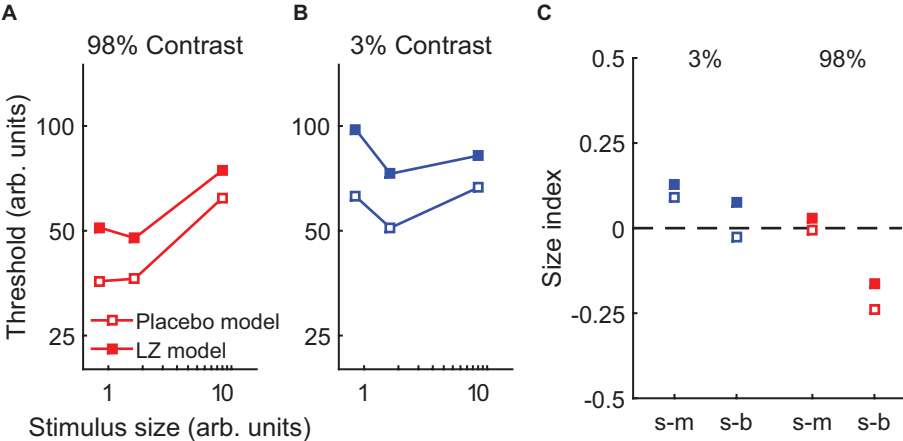 A
98% Contrast
Threshold (arb. units)
100
50
25
Placebo model
LZ model
1
10
B
3% Contrast
100
50
25
1
10
Stimulus size (arb. units)
C
3%
98%
Size index
0.5
0.25
0
-0.25
-0.5
s-m
s-b
s-m
s-b